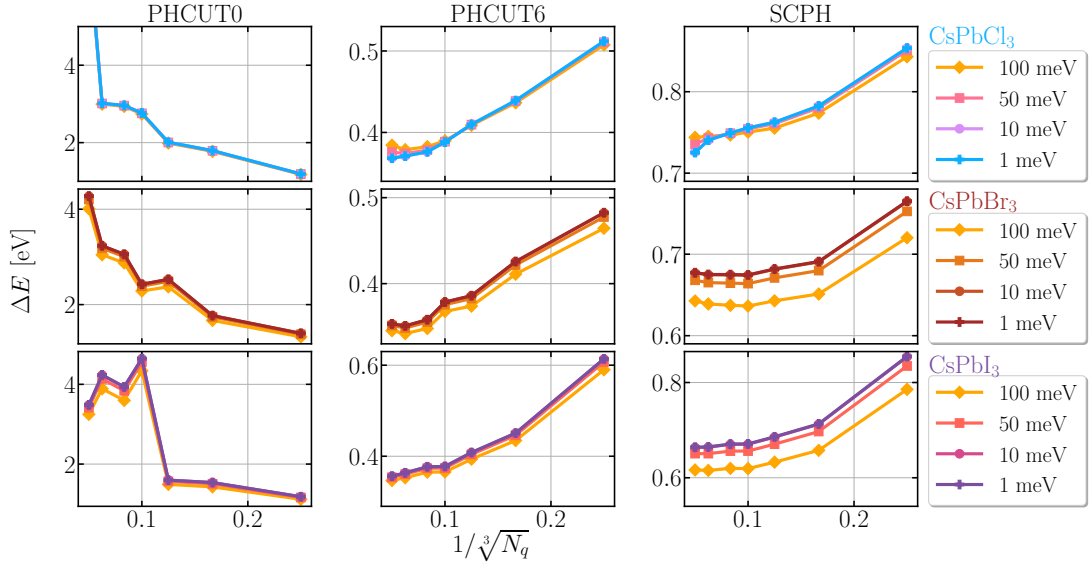 PHCUT0
PHCUT6
SCPH
4
2
0.5
0.4
0.8
0.7
CsPbCl₃
100 meV
50 meV
10 meV
1 meV
ΔE [eV]
4
2
0.5
0.4
0.7
0.6
CsPbBr₃
100 meV
50 meV
10 meV
1 meV
4
2
0.6
0.4
0.8
0.6
CsPbI₃
100 meV
50 meV
10 meV
1 meV
0.1 0.2
0.1 0.2
0.1 0.2
1/∛N_q